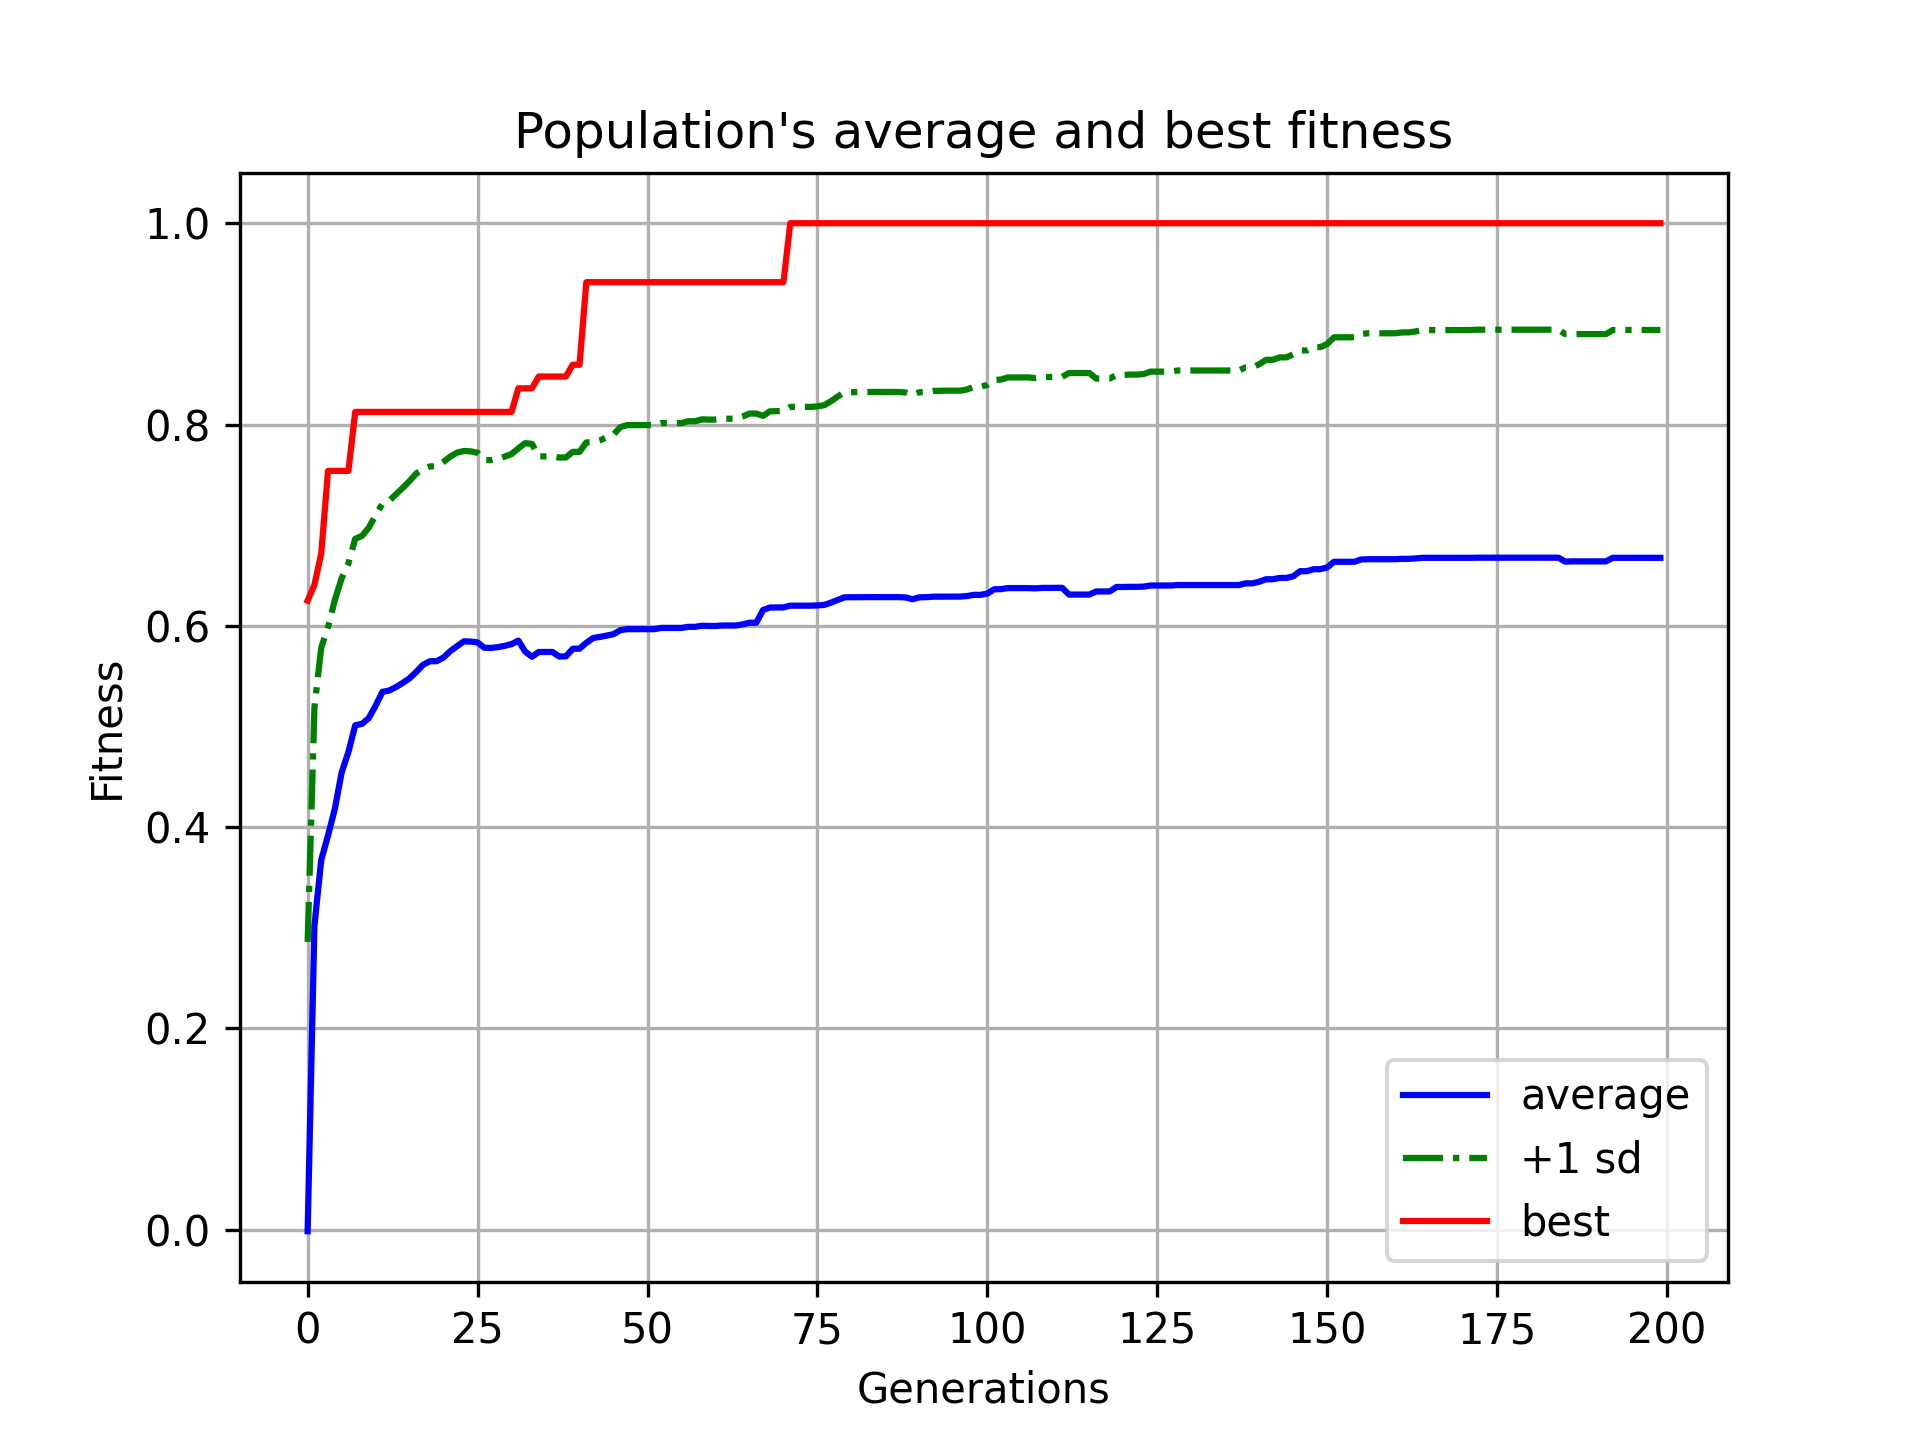 Population's average and best fitness
1.0
0.8
0.6
0.4
0.2
0.0
Fitness
0 25 50 75 100 125 150 175 200
Generations
average
+1 sd
best